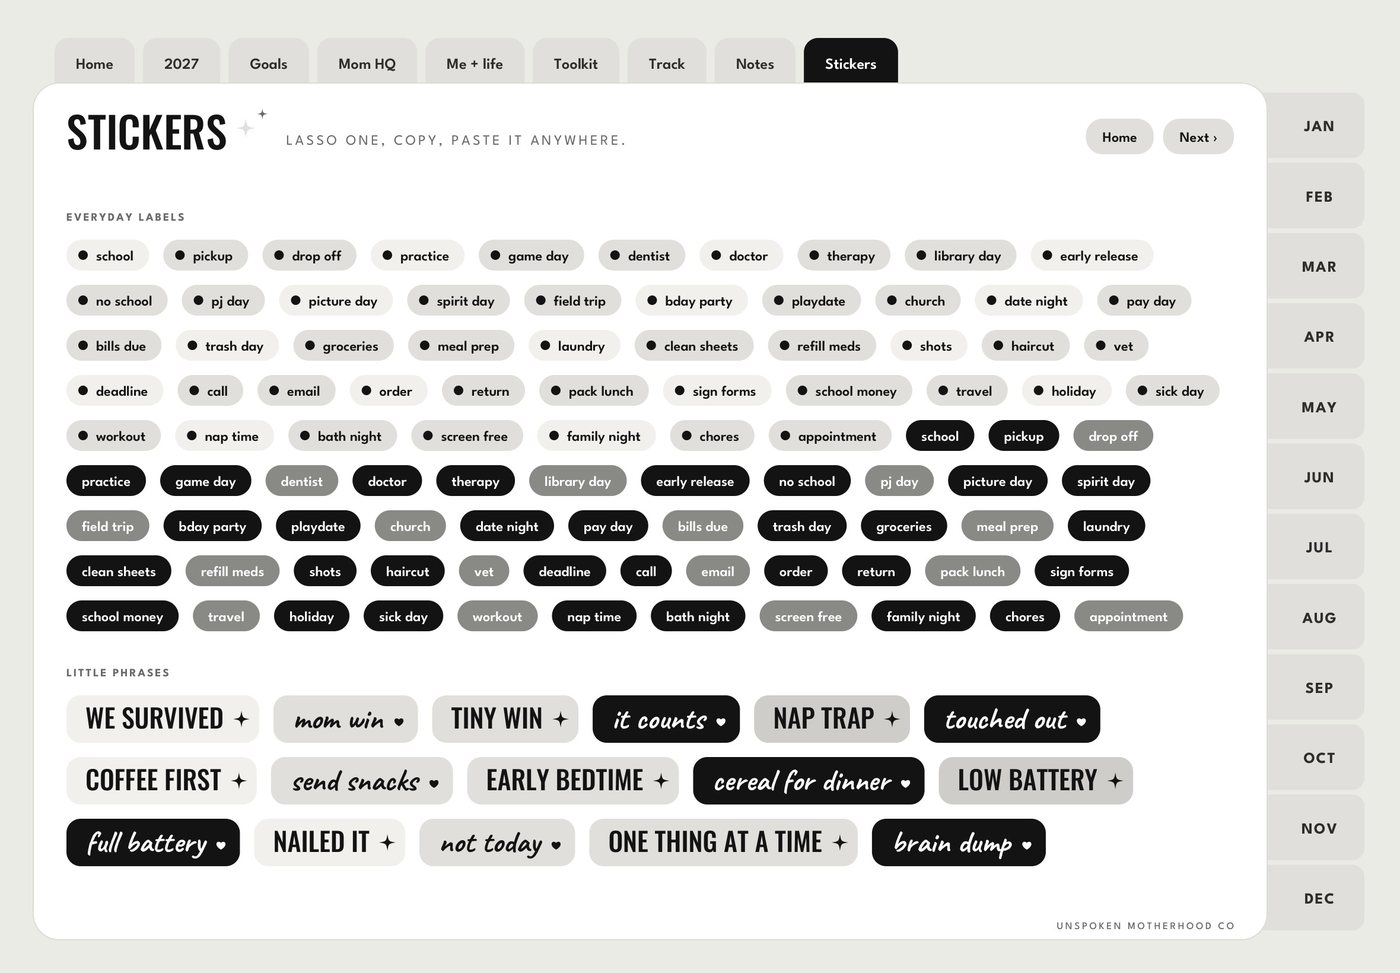 Home 2027 Goals Mom HQ Me + life Toolkit Track Notes Stickers
STICKERS LASSO ONE, COPY, PASTE IT ANYWHERE. Home Next ›
EVERYDAY LABELS
school pickup drop off practice game day dentist doctor therapy library day early release
no school pj day picture day spirit day field trip bday party playdate church date night pay day
bills due trash day groceries meal prep laundry clean sheets refill meds shots haircut vet
deadline call email order return pack lunch sign forms school money travel holiday sick day
workout nap time bath night screen free family night chores appointment school pickup drop off
practice game day dentist doctor therapy library day early release no school pj day picture day spirit day
field trip bday party playdate church date night pay day bills due trash day groceries meal prep laundry
clean sheets refill meds shots haircut vet deadline call email order return pack lunch sign forms
school money travel holiday sick day workout nap time bath night screen free family night chores appointment
LITTLE PHRASES
WE SURVIVED mom win TINY WIN it counts NAP TRAP touched out
COFFEE FIRST send snacks EARLY BEDTIME cereal for dinner LOW BATTERY
full battery NAILED IT not today ONE THING AT A TIME brain dump
UNSPOKEN MOTHERHOOD CO
JAN
FEB
MAR
APR
MAY
JUN
JUL
AUG
SEP
OCT
NOV
DEC